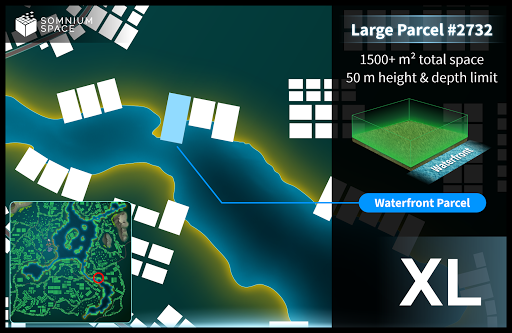 SOMNIUM
SPACE
Large Parcel #2732
1500+ m² total space
50 m height & depth limit
Waterfront
Waterfront Parcel
XL